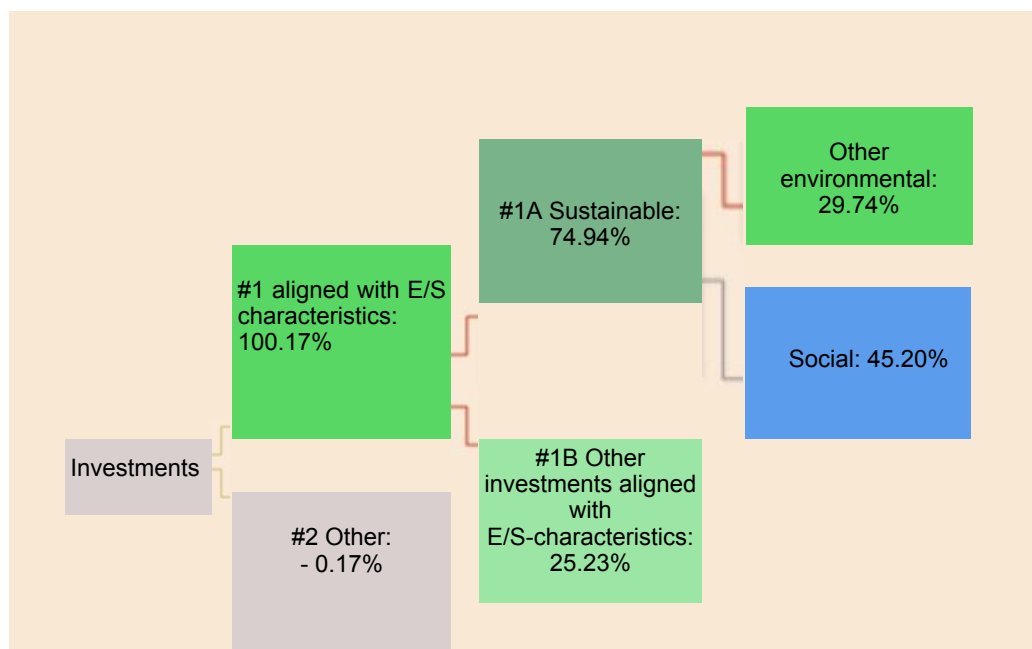 Investments
#1 aligned with E/S
characteristics:
100.17%
#2 Other:
- 0.17%
#1A Sustainable:
74.94%
#1B Other
investments aligned
with
E/S-characteristics:
25.23%
Other
environmental:
29.74%
Social: 45.20%